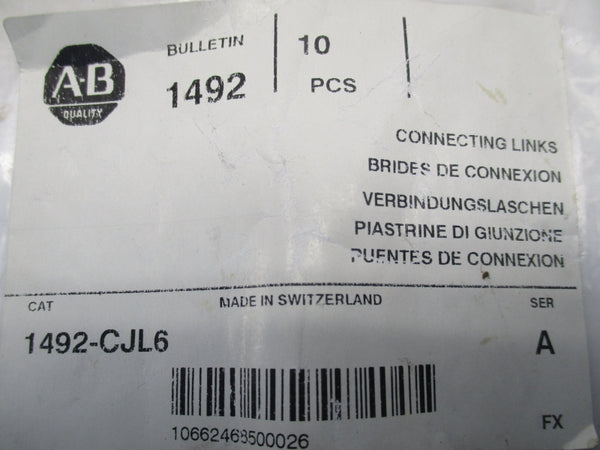 A-B
QUALITY
BULLETIN
1492
10
PCS
CONNECTING LINKS
BRIDES DE CONNEXION
VERBINDUNGSLASCHEN
PIASTRINE DI GIUNZIONE
PUENTES DE CONNEXION
CAT
MADE IN SWITZERLAND
SER
1492-CJL6
A
10662468500026
FX